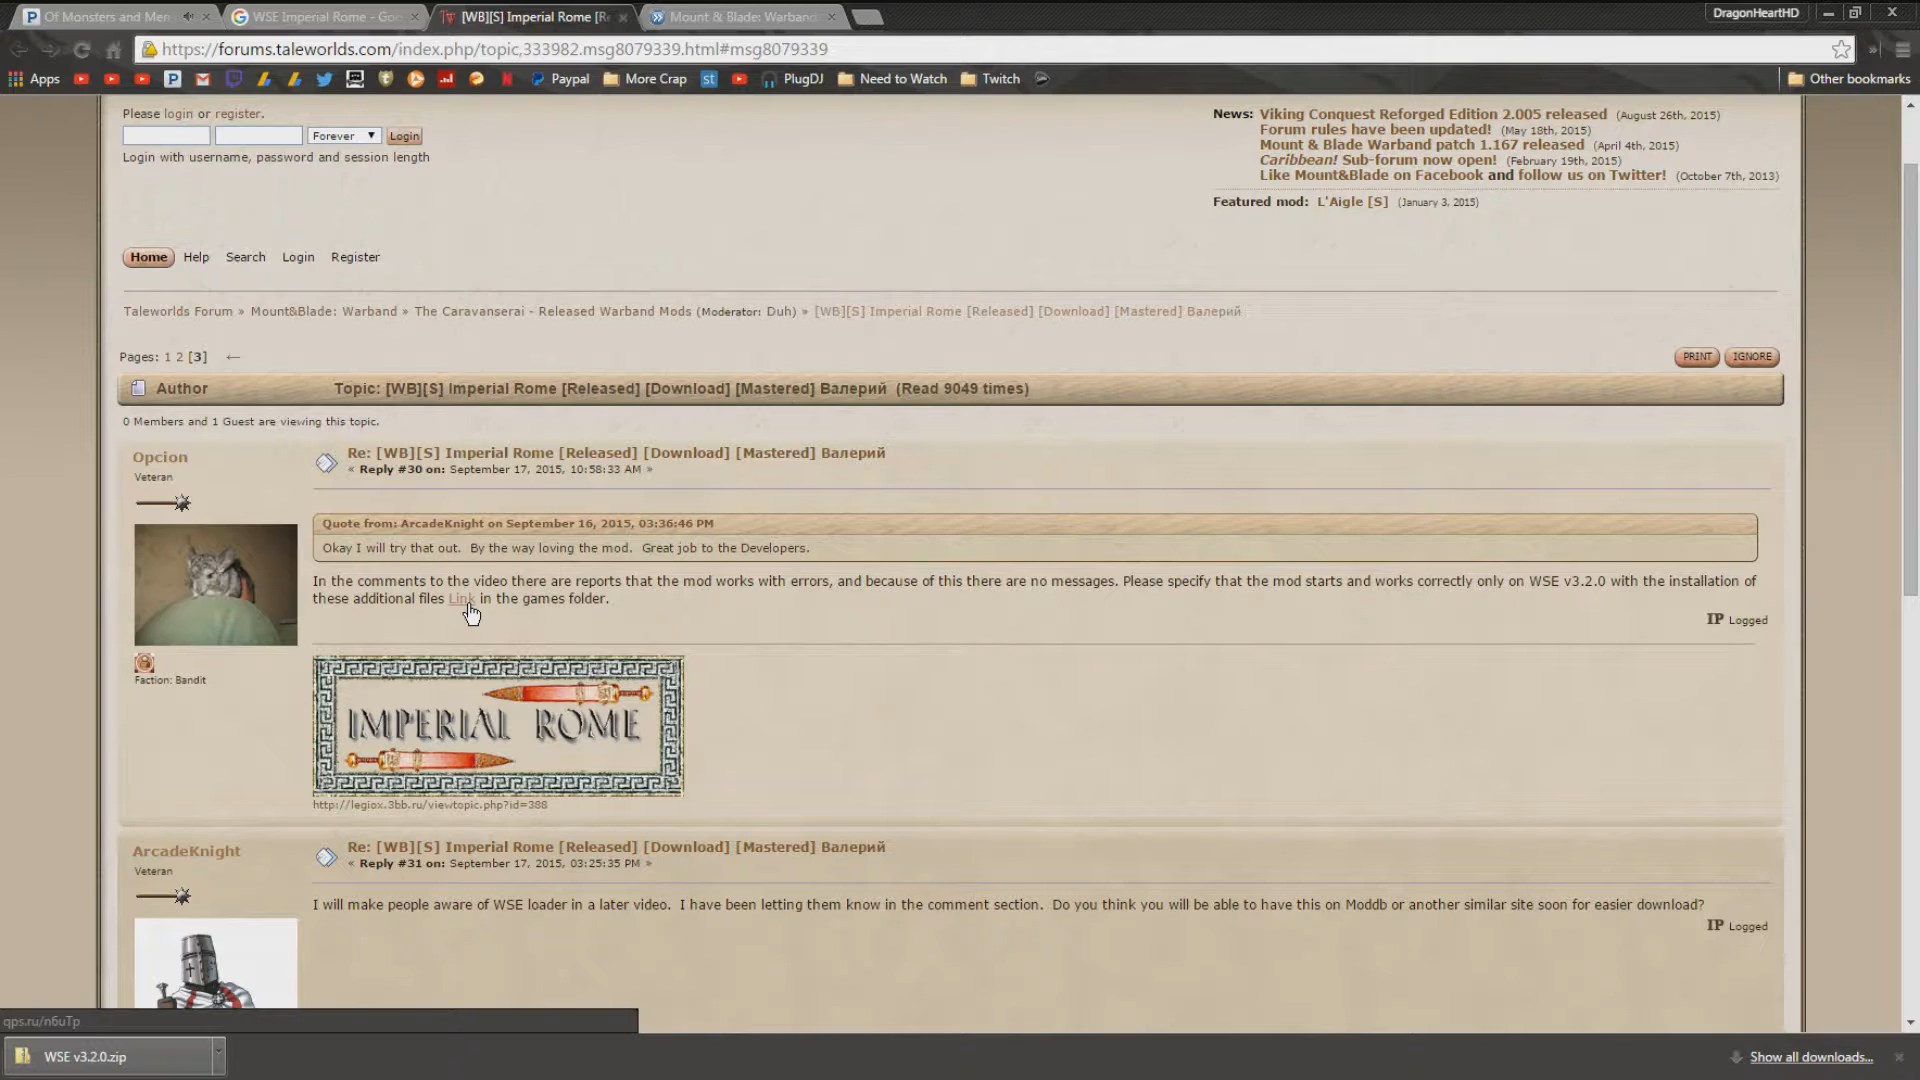 Of Monsters and Men
WSE Imperial Rome - Goo
[WB][S] Imperial Rome [R
Mount & Blade: Warband
DragonHeartHD
https://forums.taleworlds.com/index.php/topic,333982.msg8079339.html#msg8079339
Apps
Paypal
More Crap
PlugDJ
Need to Watch
Twitch
Other bookmarks
Please login or register.
Forever
Login
Login with username, password and session length
News: Viking Conquest Reforged Edition 2.005 released (August 26th, 2015)
Forum rules have been updated! (May 18th, 2015)
Mount & Blade Warband patch 1.167 released (April 4th, 2015)
Caribbean! Sub-forum now open! (February 19th, 2015)
Like Mount&Blade on Facebook and follow us on Twitter! (October 7th, 2013)
Featured mod: L'Aigle [S] (January 3, 2015)
Home Help Search Login Register
Taleworlds Forum » Mount&Blade: Warband » The Caravanserai - Released Warband Mods (Moderator: Duh) » [WB][S] Imperial Rome [Released] [Download] [Mastered] Валерий
Pages: 1 2 [3] ←
PRINT IGNORE
Author Topic: [WB][S] Imperial Rome [Released] [Download] [Mastered] Валерий (Read 9049 times)
0 Members and 1 Guest are viewing this topic.
Opcion
Veteran
Faction: Bandit
Re: [WB][S] Imperial Rome [Released] [Download] [Mastered] Валерий
« Reply #30 on: September 17, 2015, 10:58:33 AM »
Quote from: ArcadeKnight on September 16, 2015, 03:36:46 PM
Okay I will try that out. By the way loving the mod. Great job to the Developers.
In the comments to the video there are reports that the mod works with errors, and because of this there are no messages. Please specify that the mod starts and works correctly only on WSE v3.2.0 with the installation of
these additional files Link in the games folder.
IP Logged
IMPERIAL ROME
http://legiox.3bb.ru/viewtopic.php?id=388
ArcadeKnight
Veteran
Re: [WB][S] Imperial Rome [Released] [Download] [Mastered] Валерий
« Reply #31 on: September 17, 2015, 03:25:35 PM »
I will make people aware of WSE loader in a later video. I have been letting them know in the comment section. Do you think you will be able to have this on Moddb or another similar site soon for easier download?
IP Logged
qps.ru/n6uTp
WSE v3.2.0.zip
Show all downloads...